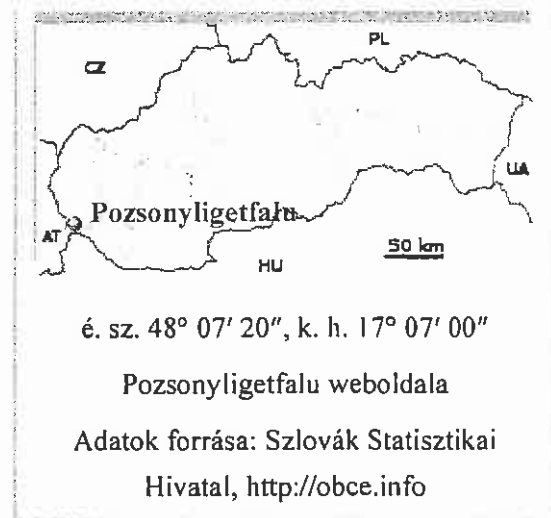 PL
CZ
UA
Pozsonyligetfalu
AT
50 km
HU
é. sz. 48° 07′ 20″, k. h. 17° 07′ 00″
Pozsonyligetfalu weboldala
Adatok forrása: Szlovák Statisztikai
Hivatal, http://obce.info